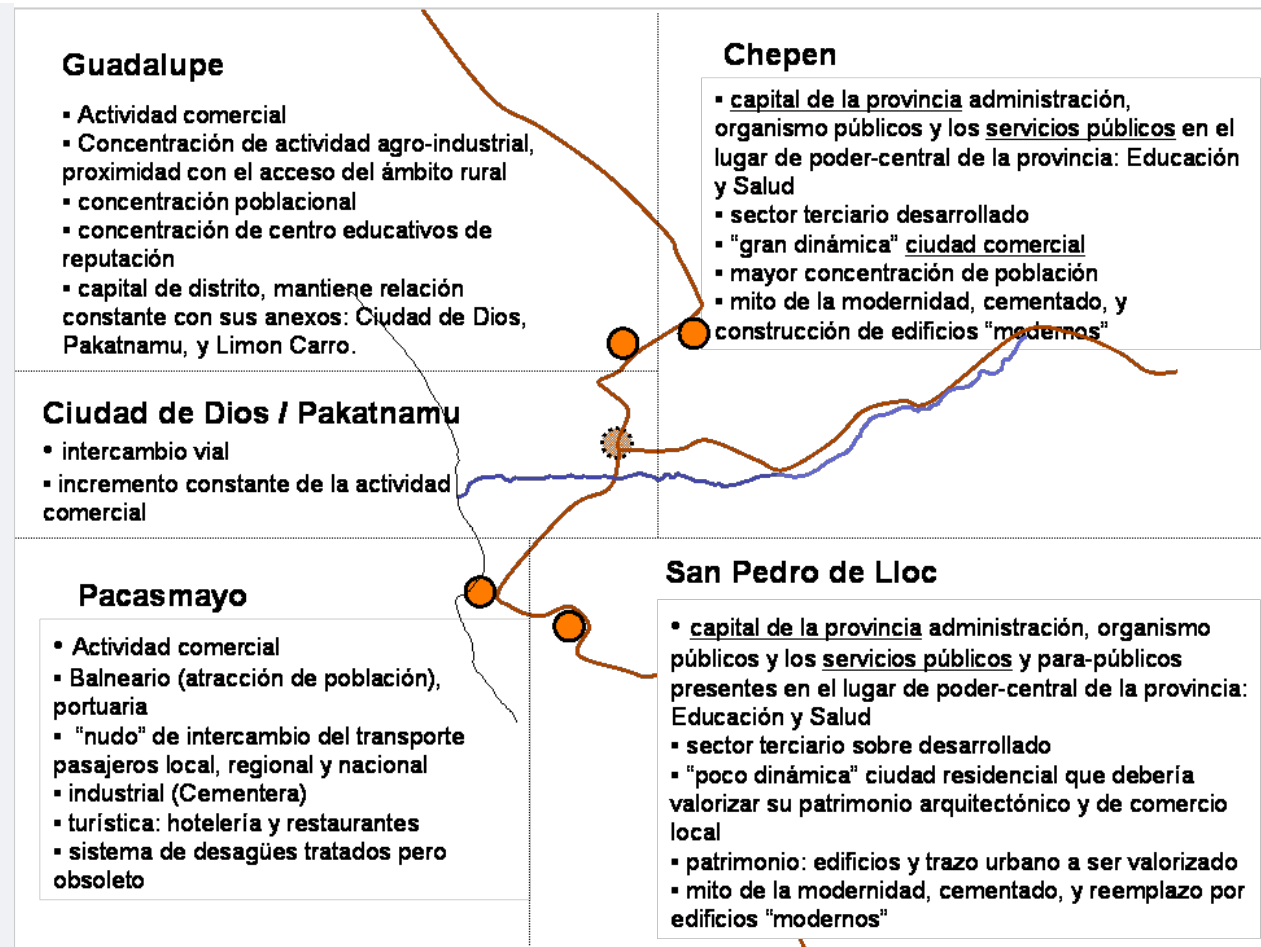 Guadalupe
▪ Actividad comercial
▪ Concentración de actividad agro-industrial,
proximidad con el acceso del ámbito rural
▪ concentración poblacional
▪ concentración de centro educativos de
reputación
▪ capital de distrito, mantiene relación
constante con sus anexos: Ciudad de Dios,
Pakatnamu, y Limon Carro.
Chepen
▪ capital de la provincia administración,
organismo públicos y los servicios públicos en el
lugar de poder-central de la provincia: Educación
y Salud
▪ sector terciario desarrollado
▪ “gran dinámica” ciudad comercial
▪ mayor concentración de población
▪ mito de la modernidad, cementado, y
construcción de edificios “modernos”
Ciudad de Dios / Pakatnamu
• intercambio vial
▪ incremento constante de la actividad
comercial
Pacasmayo
• Actividad comercial
▪ Balneario (atracción de población),
portuaria
▪ “nudo” de intercambio del transporte
pasajeros local, regional y nacional
▪ industrial (Cementera)
▪ turística: hotelería y restaurantes
▪ sistema de desagües tratados pero
obsoleto
San Pedro de Lloc
• capital de la provincia administración, organismo
públicos y los servicios públicos y para-públicos
presentes en el lugar de poder-central de la provincia:
Educación y Salud
▪ sector terciario sobre desarrollado
▪ “poco dinámica” ciudad residencial que debería
valorizar su patrimonio arquitectónico y de comercio
local
▪ patrimonio: edificios y trazo urbano a ser valorizado
▪ mito de la modernidad, cementado, y reemplazo por
edificios “modernos”